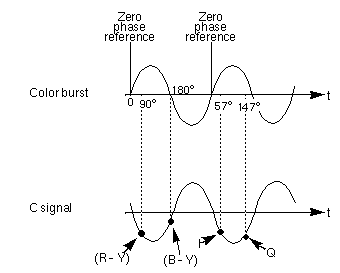 Zero Zero
phase phase
reference reference
Color burst
0 90° 180° 57° 147° t
C signal
t
(R - Y) (B - Y) I Q